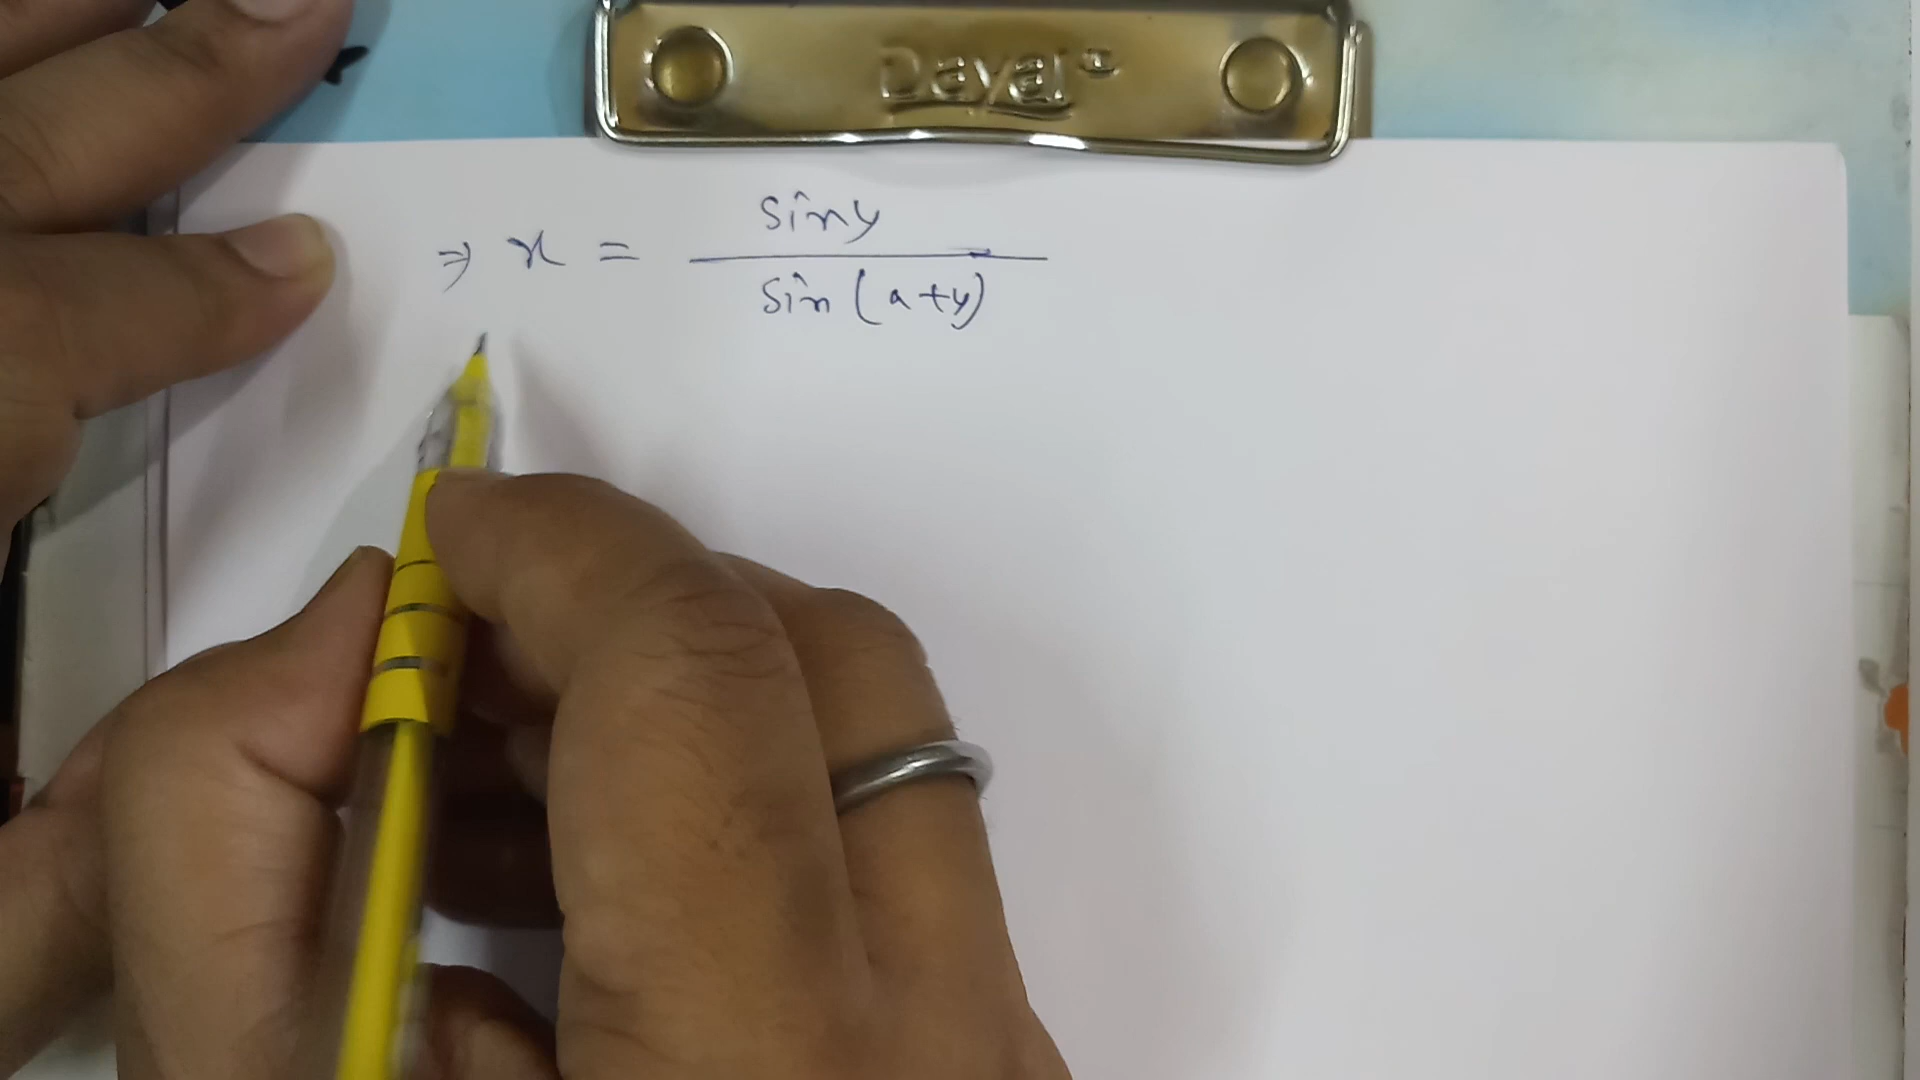 Dayal
⇒ x = sin y / sin (a+y)